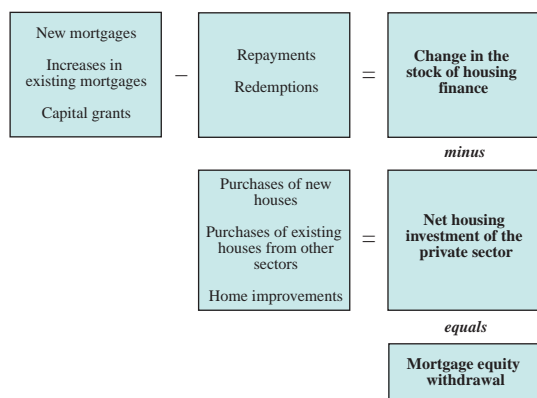 New mortgages
Increases in
existing mortgages
Capital grants
−
Repayments
Redemptions
=
Change in the
stock of housing
finance
minus
Purchases of new
houses
Purchases of existing
houses from other
sectors
Home improvements
=
Net housing
investment of the
private sector
equals
Mortgage equity
withdrawal